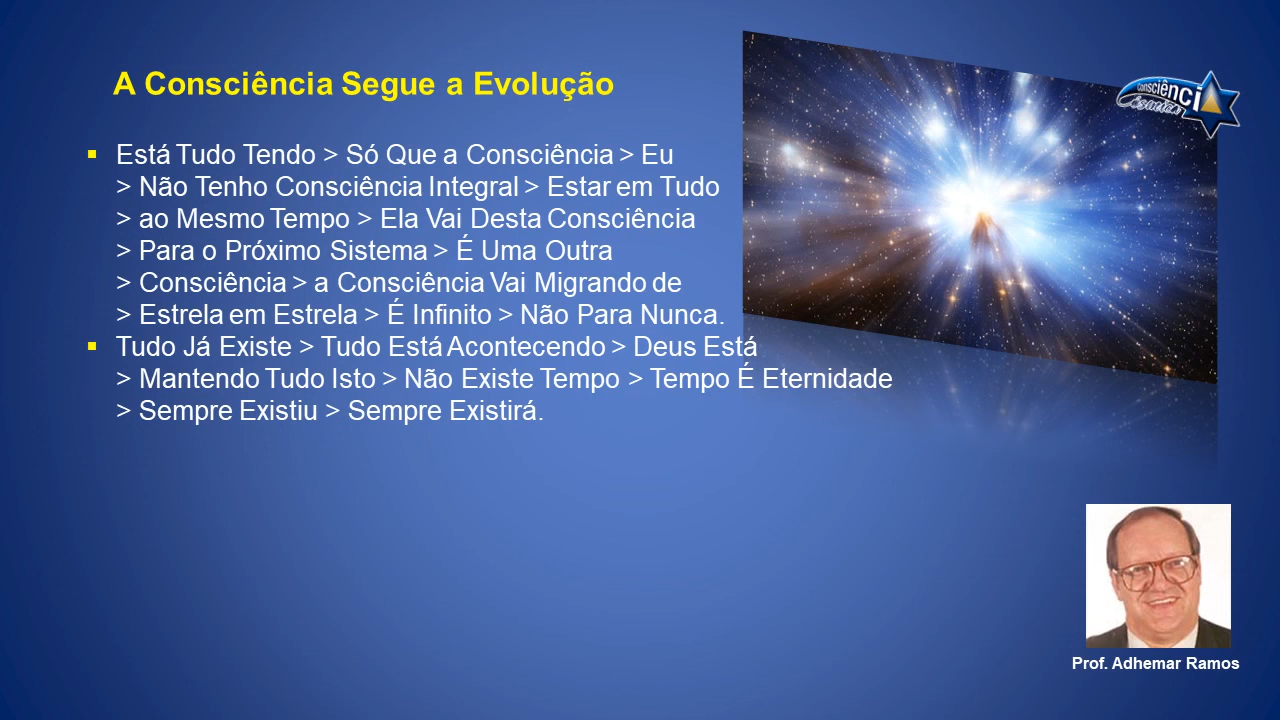 A Consciência Segue a Evolução
Consciênci
Cósmica
▪ Está Tudo Tendo > Só Que a Consciência > Eu
> Não Tenho Consciência Integral > Estar em Tudo
> ao Mesmo Tempo > Ela Vai Desta Consciência
> Para o Próximo Sistema > É Uma Outra
> Consciência > a Consciência Vai Migrando de
> Estrela em Estrela > É Infinito > Não Para Nunca.
▪ Tudo Já Existe > Tudo Está Acontecendo > Deus Está
> Mantendo Tudo Isto > Não Existe Tempo > Tempo É Eternidade
> Sempre Existiu > Sempre Existirá.
Prof. Adhemar Ramos